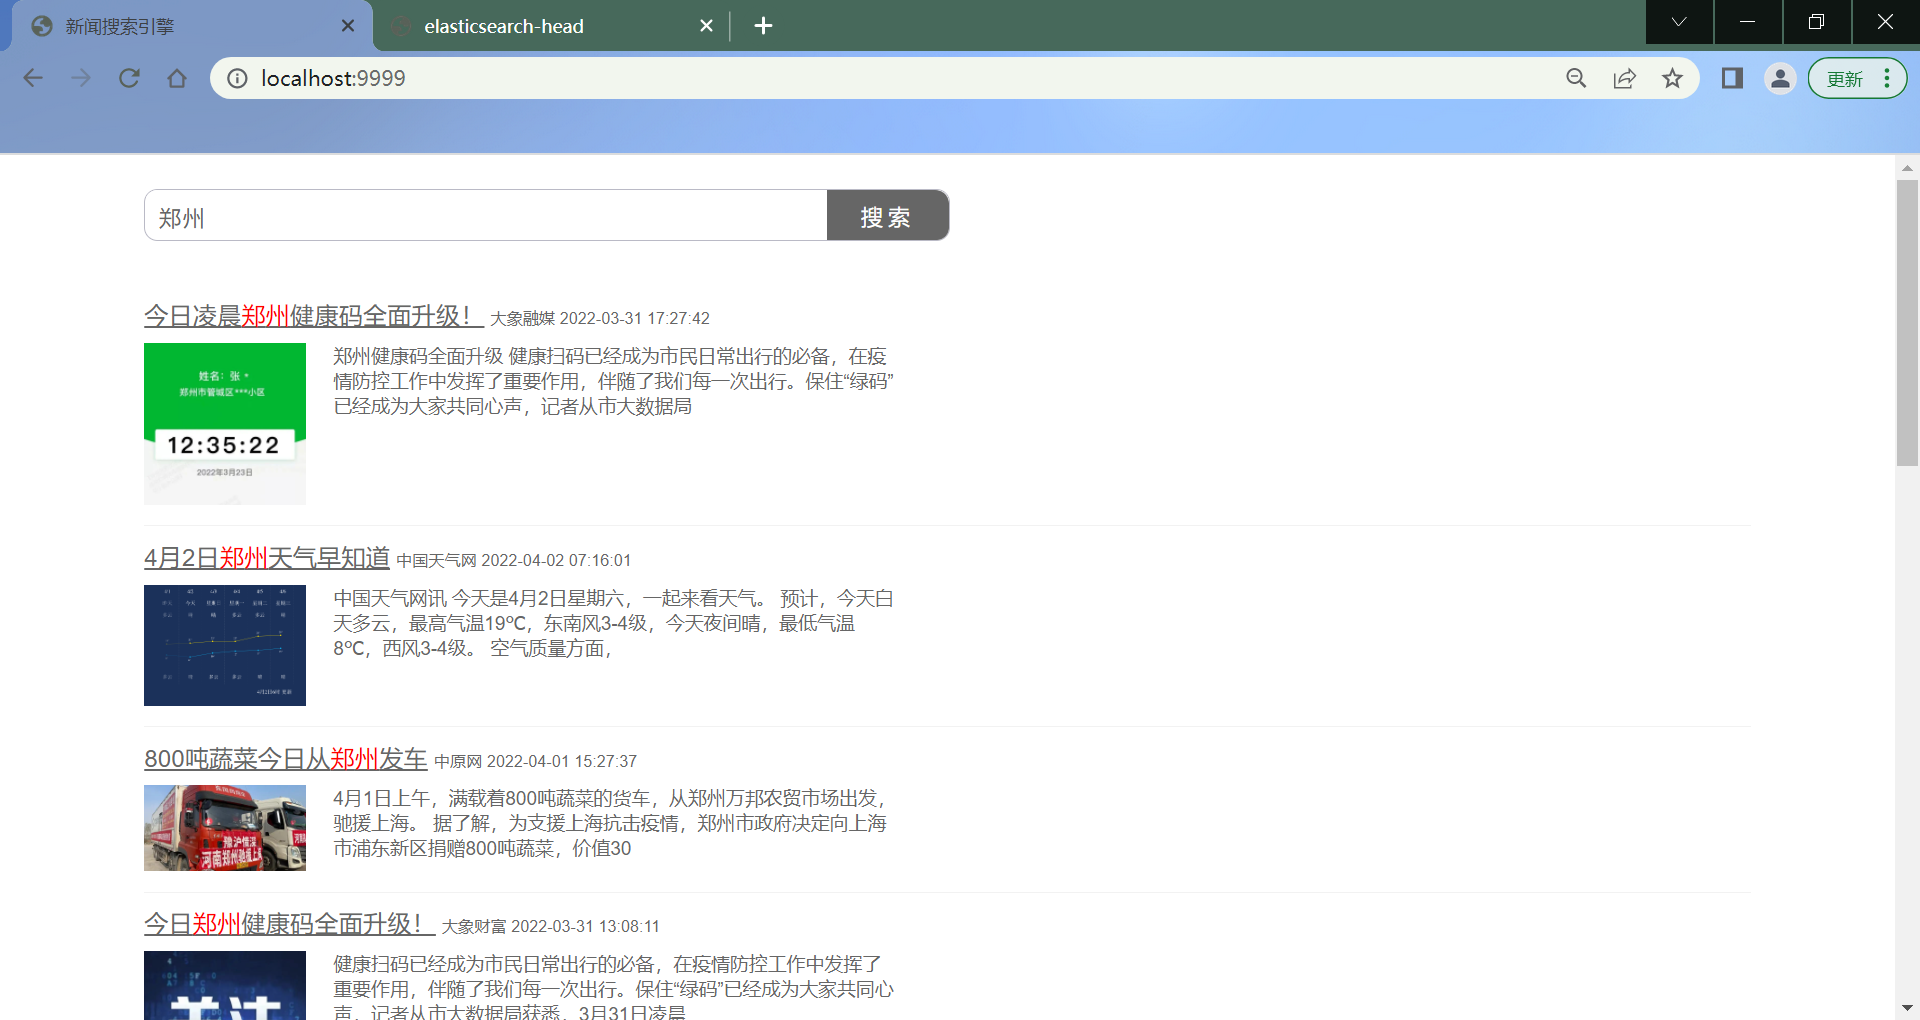 新闻搜索引擎
elasticsearch-head
localhost:9999
更新
郑州
搜索
今日凌晨郑州健康码全面升级！ 大象融媒 2022-03-31 17:27:42
姓名：张 *
郑州市管城区***小区
12:35:22
2022年3月23日
郑州健康码全面升级 健康扫码已经成为市民日常出行的必备，在疫
情防控工作中发挥了重要作用，伴随了我们每一次出行。保住“绿码”
已经成为大家共同心声，记者从市大数据局
4月2日郑州天气早知道 中国天气网 2022-04-02 07:16:01
中国天气网讯 今天是4月2日星期六，一起来看天气。 预计，今天白
天多云，最高气温19℃，东南风3-4级，今天夜间晴，最低气温
8℃，西风3-4级。 空气质量方面，
800吨蔬菜今日从郑州发车 中原网 2022-04-01 15:27:37
豫沪情深
河南郑州驰援上
4月1日上午，满载着800吨蔬菜的货车，从郑州万邦农贸市场出发，
驰援上海。 据了解，为支援上海抗击疫情，郑州市政府决定向上海
市浦东新区捐赠800吨蔬菜，价值30
今日郑州健康码全面升级！ 大象财富 2022-03-31 13:08:11
关注
健康扫码已经成为市民日常出行的必备，在疫情防控工作中发挥了
重要作用，伴随了我们每一次出行。保住“绿码”已经成为大家共同心
声，记者从市大数据局获悉，3月31日凌晨